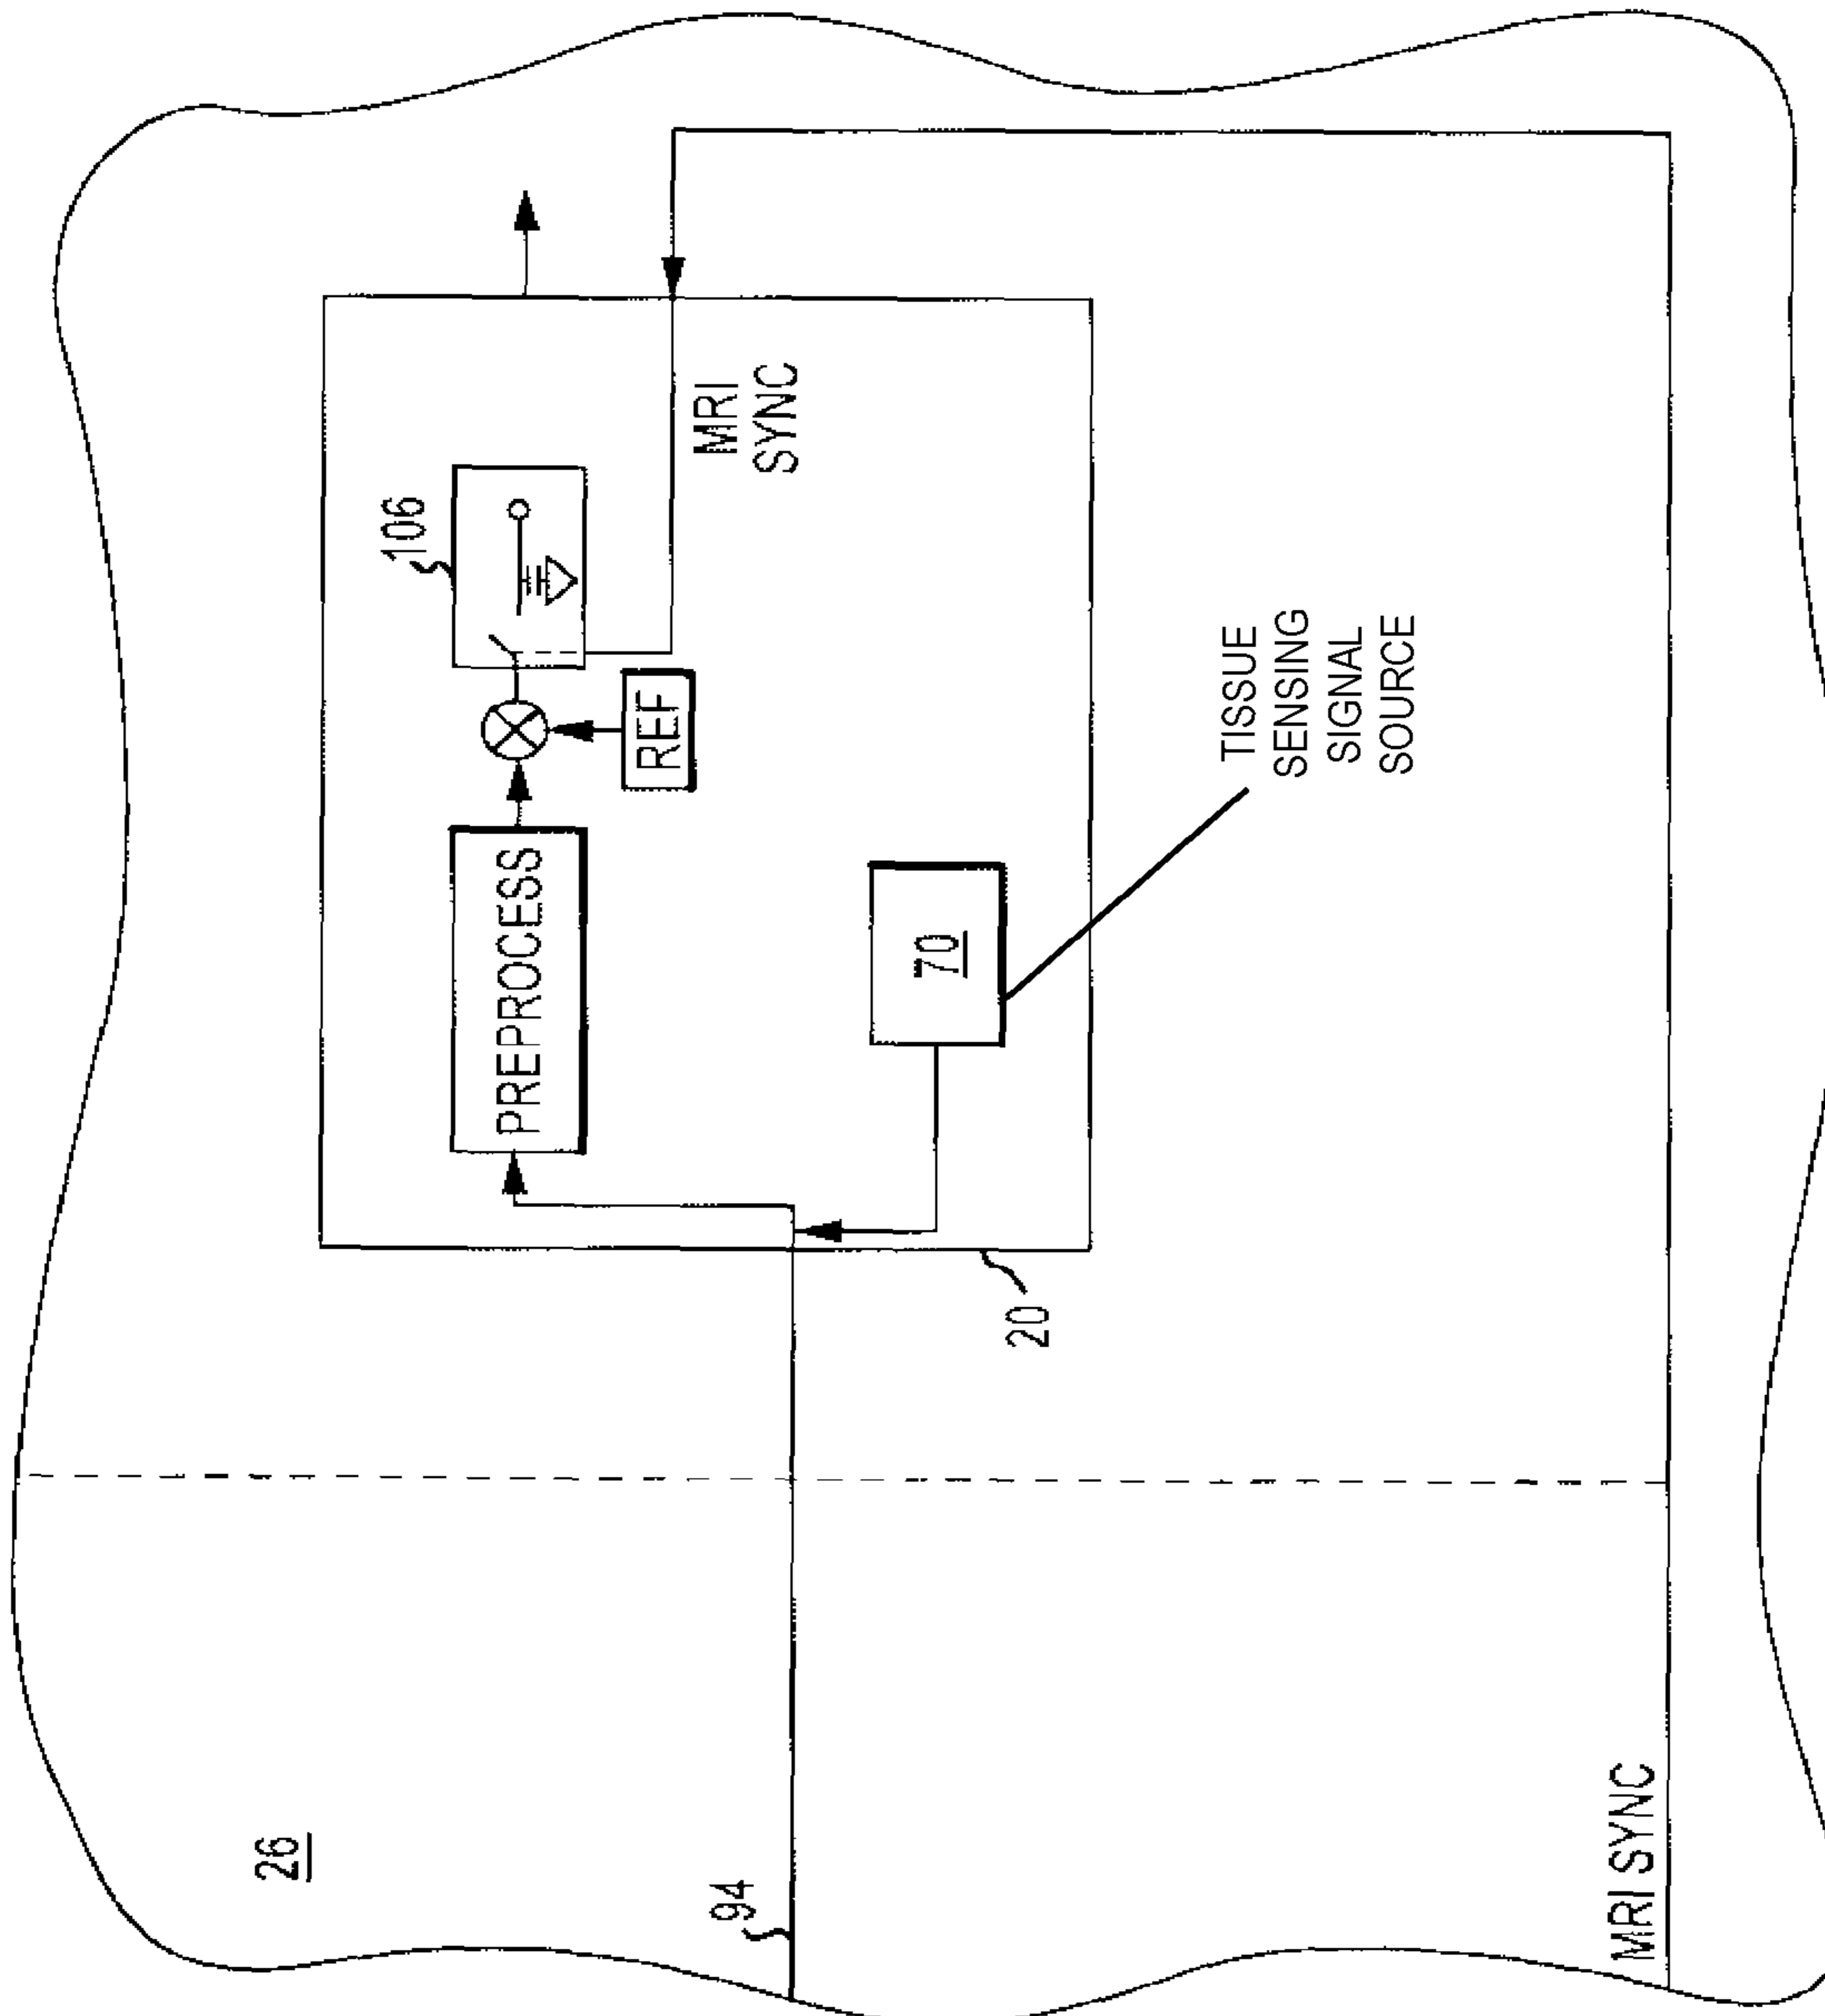 106
PREPROCESS
REF
MRI
SYNC
70
TISSUE
SENSING
SIGNAL
SOURCE
20
26
94
MRI SYNC